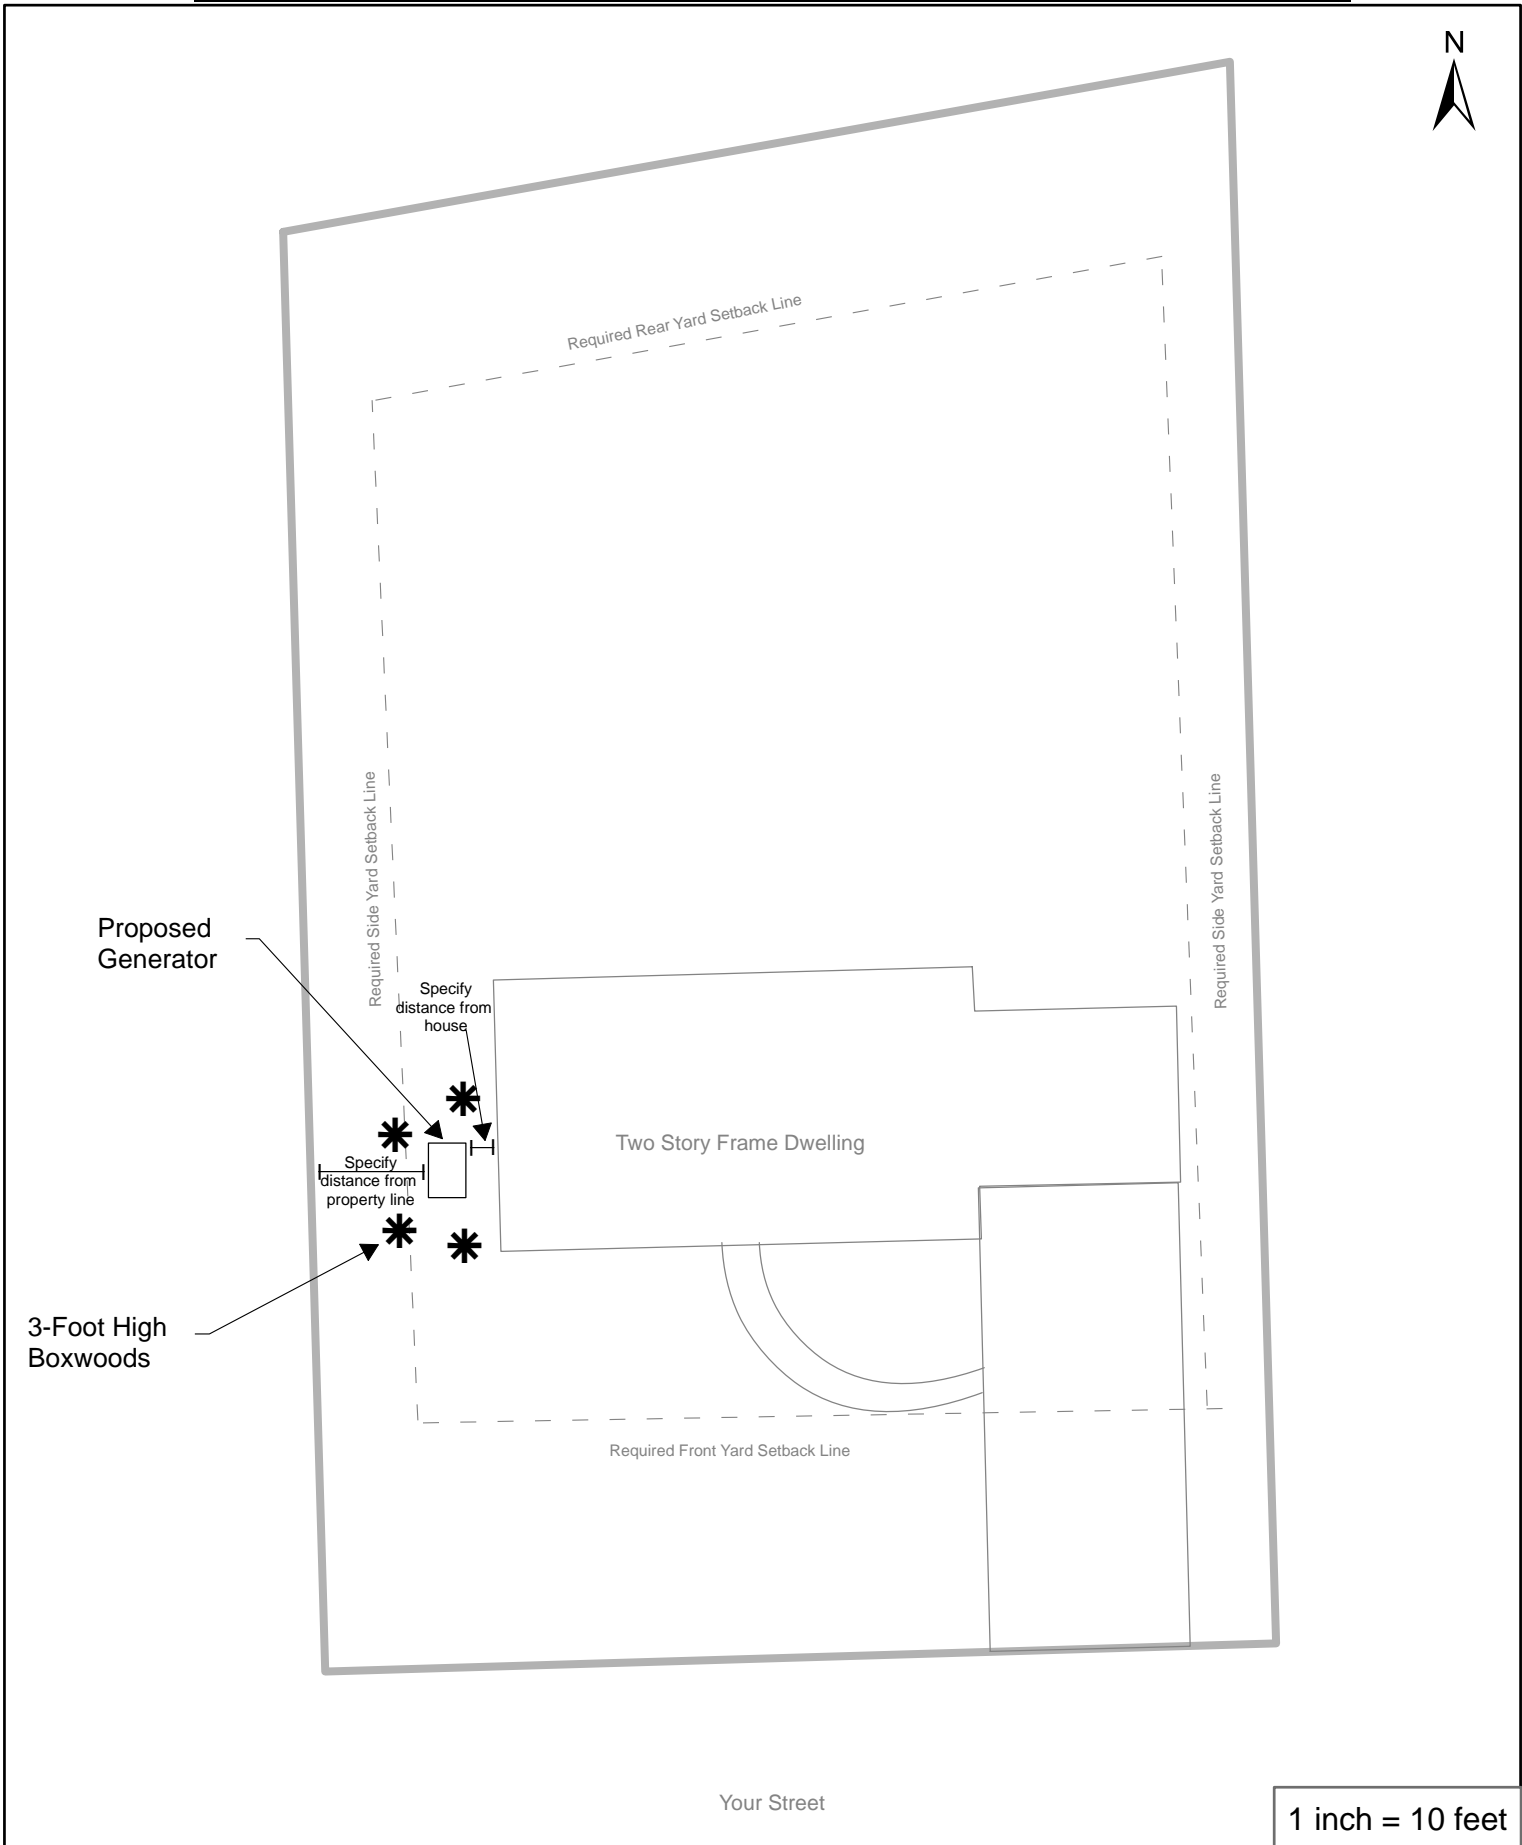 N
Required Rear Yard Setback Line
Required Side Yard Setback Line
Required Side Yard Setback Line
Proposed
Generator
Specify
distance from
house
Two Story Frame Dwelling
Specify
distance from
property line
3-Foot High
Boxwoods
Required Front Yard Setback Line
Your Street
1 inch = 10 feet